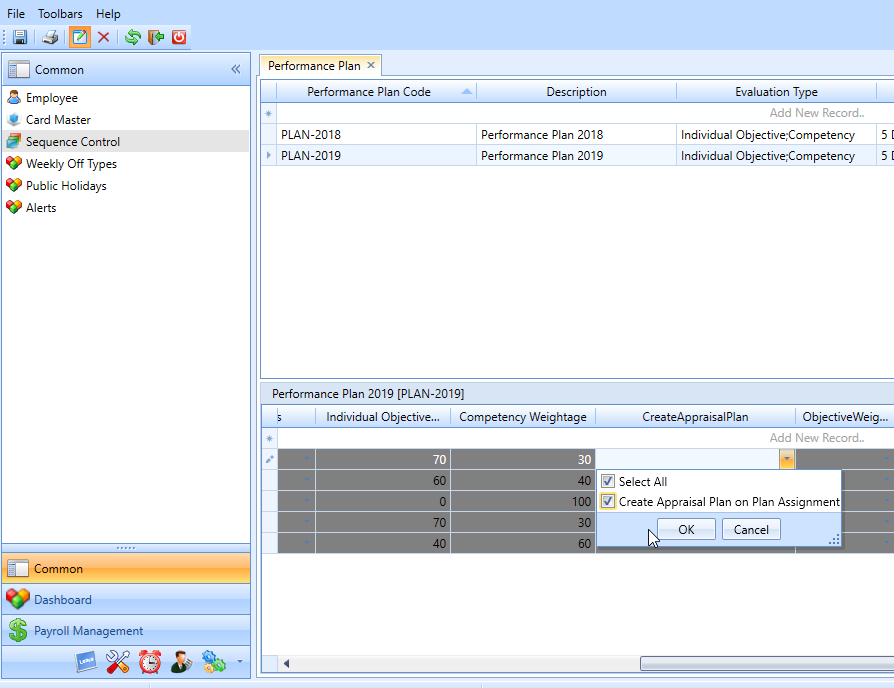 File Toolbars Help
Common «
Employee
Card Master
Sequence Control
Weekly Off Types
Public Holidays
Alerts
Common
Dashboard
Payroll Management
Performance Plan ×
Performance Plan Code Description Evaluation Type
Add New Record..
PLAN-2018 Performance Plan 2018 Individual Objective;Competency 5 D
PLAN-2019 Performance Plan 2019 Individual Objective;Competency 5 D
Performance Plan 2019 [PLAN-2019]
s Individual Objective... Competency Weightage CreateAppraisalPlan ObjectiveWeig...
Add New Record..
70 30
60 40
0 100
70 30
40 60
Select All
Create Appraisal Plan on Plan Assignment
OK Cancel